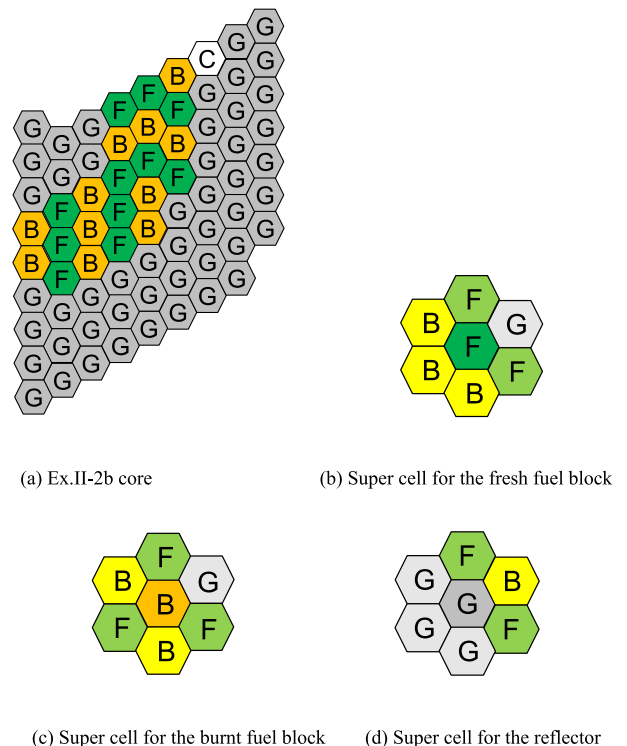 G
G
C G
B G
F G G
F F G
G G B G G
G B B G
G G F G G
G F F G
G B B G G
F F G G
B B B G G
F F G G
B B G G
F G G G
G G G G
G G G
G G G
G G
G G
G
G
F
B G
F
B F
B
(a) Ex.II-2b core
(b) Super cell for the fresh fuel block
F
B G
B
F F
B
F
G B
G
G F
G
(c) Super cell for the burnt fuel block
(d) Super cell for the reflector